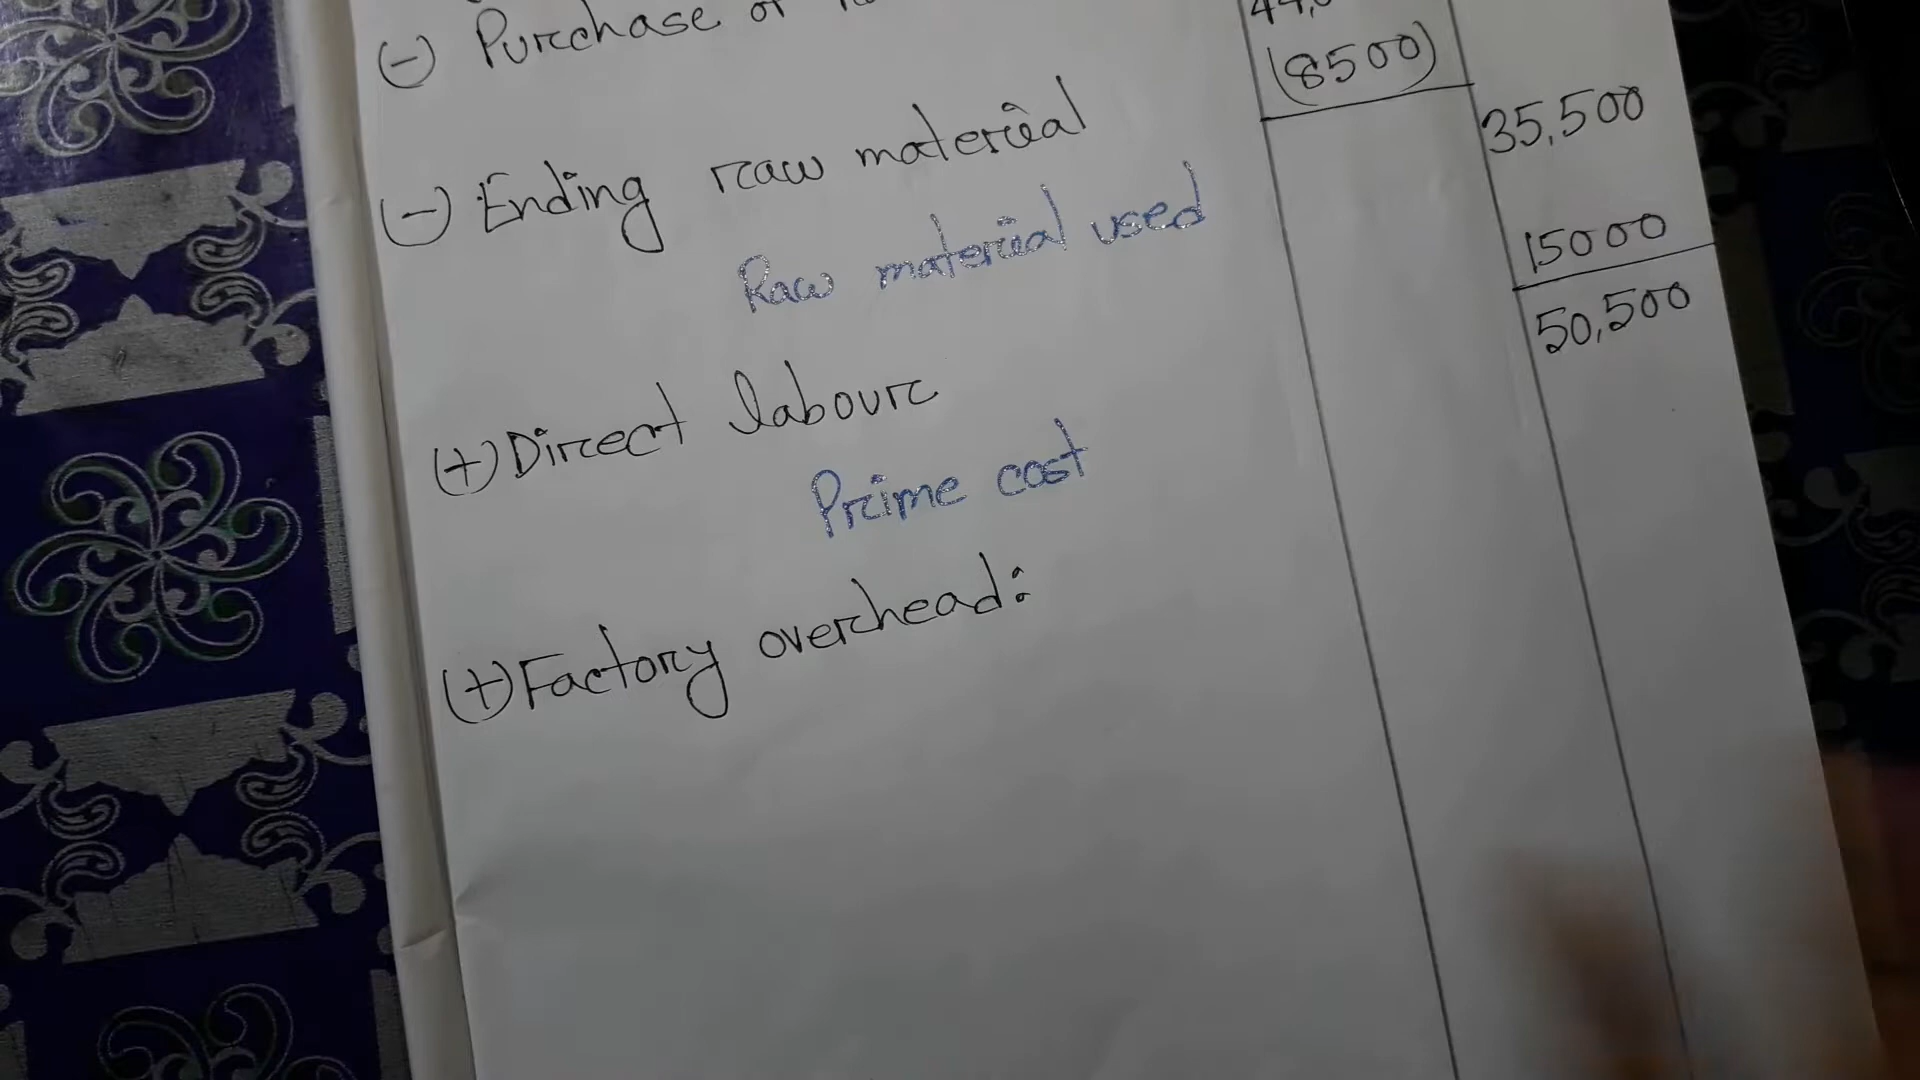 (-) Purchase of
(8500)
35,500
(-) Ending raw material
Raw material used
15000
50,500
(+) Direct labour
Prime cost
(+) Factory overhead: